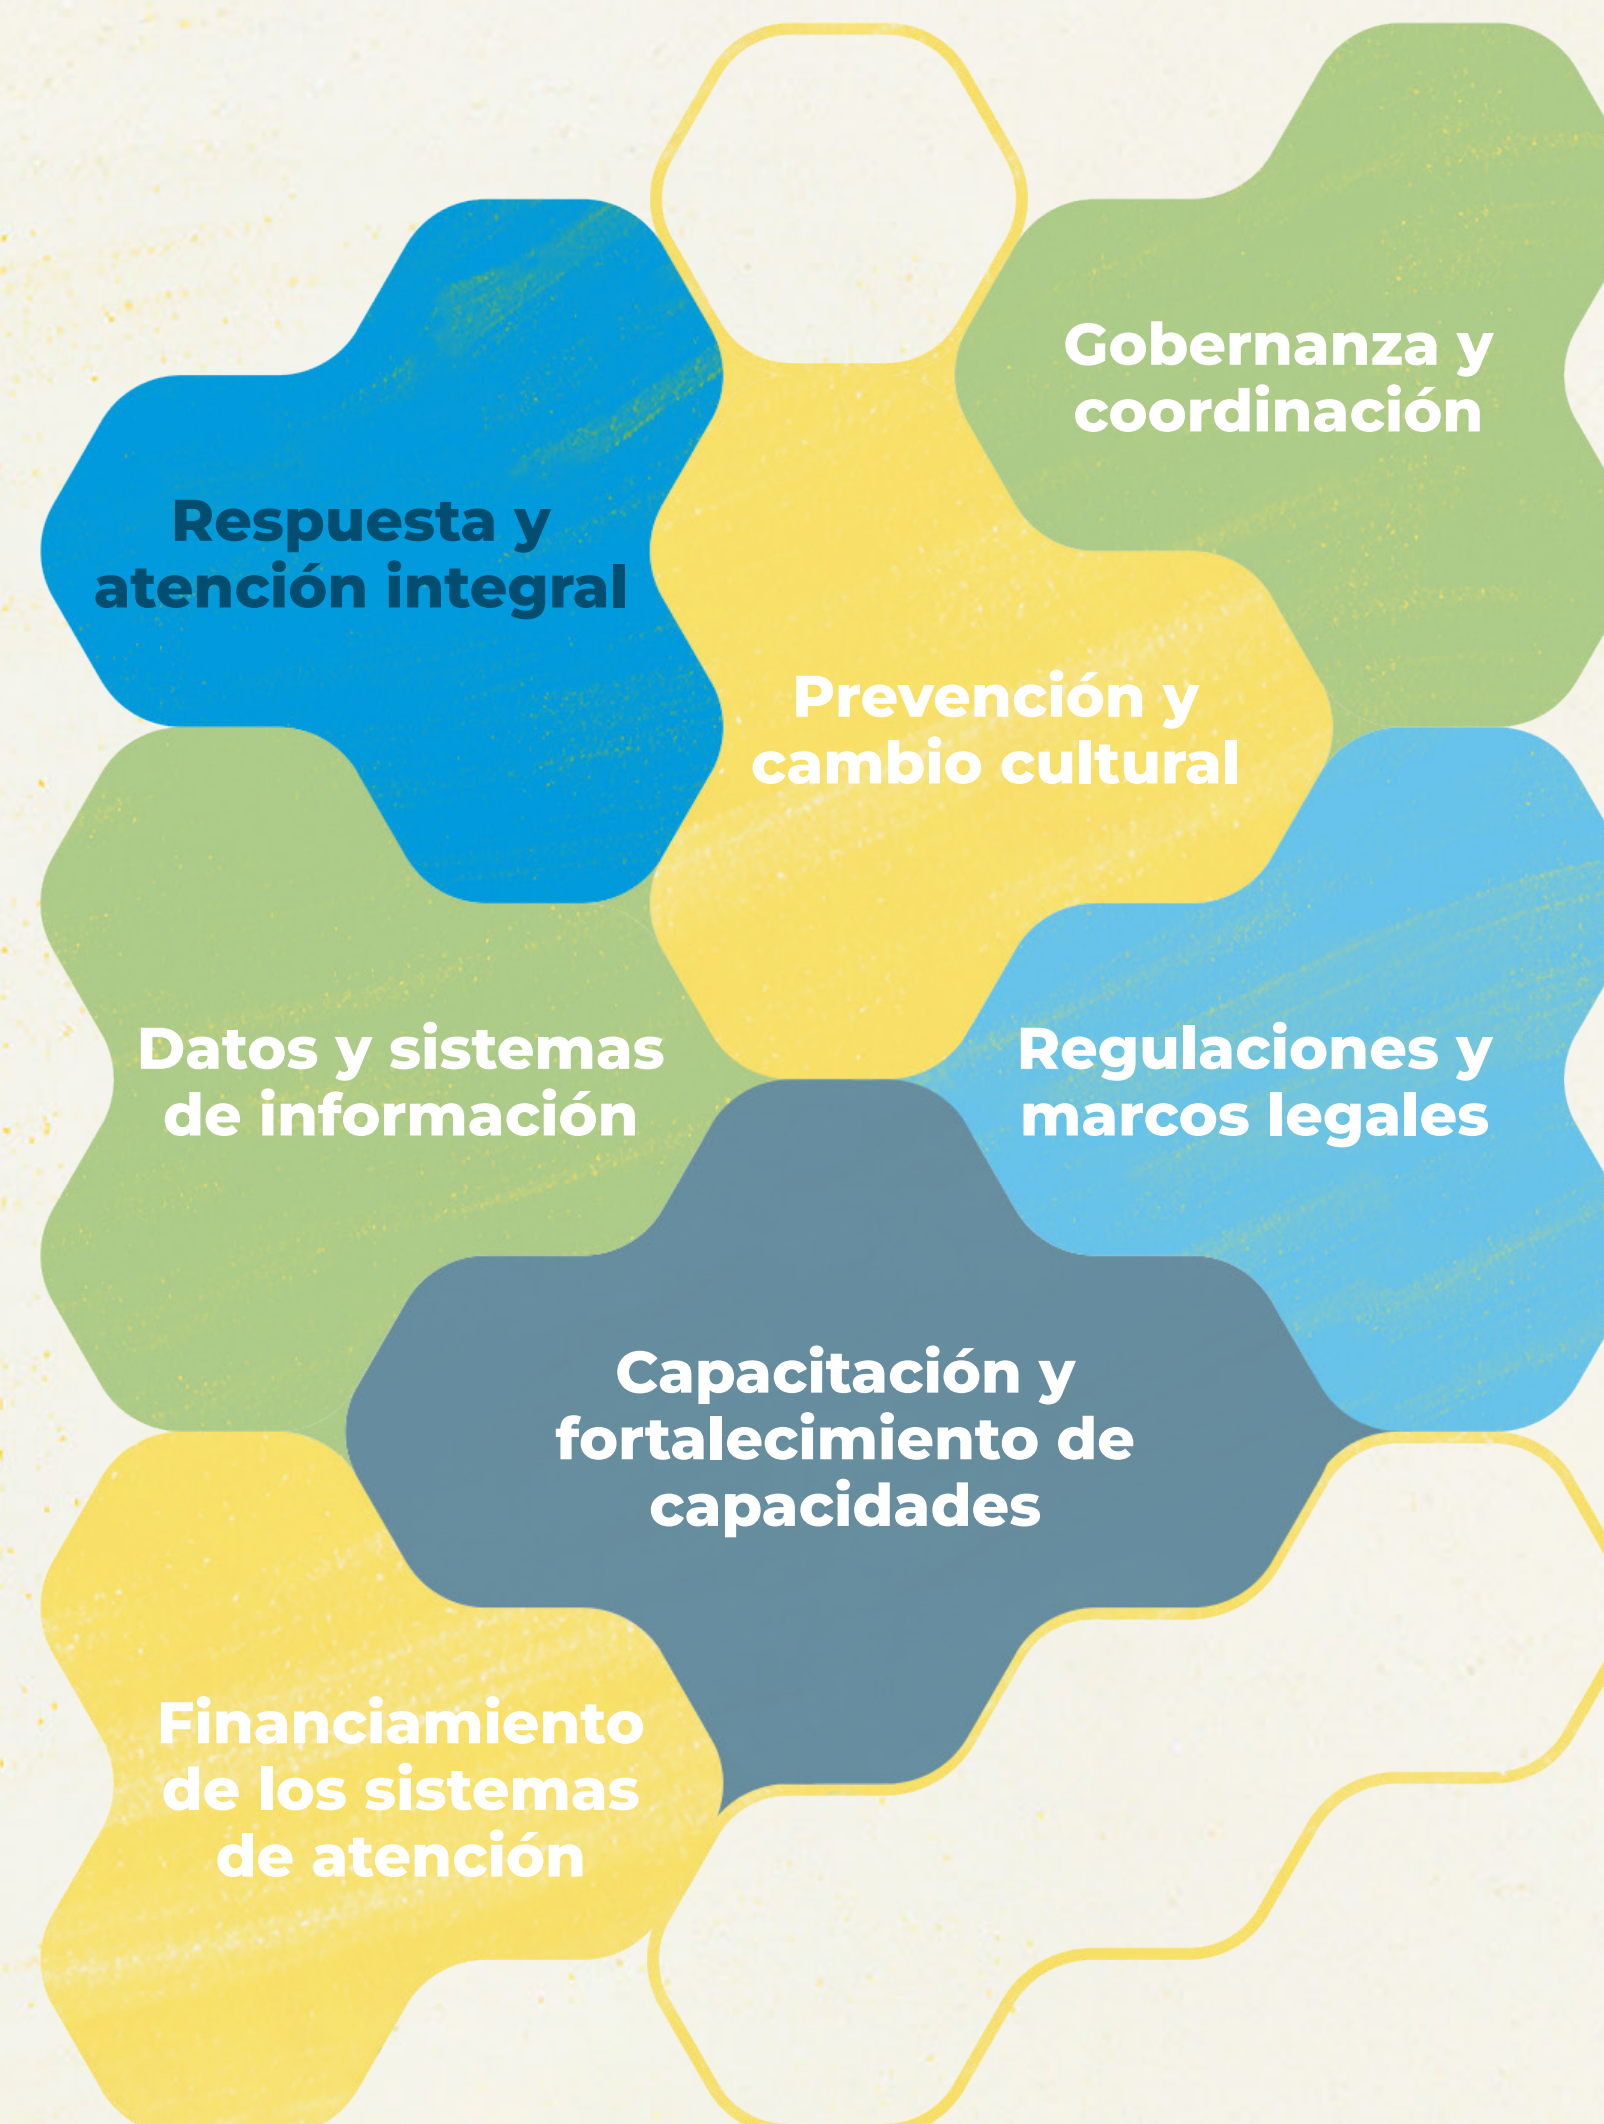 Gobernanza y
coordinación
Respuesta y
atención integral
Prevención y
cambio cultural
Datos y sistemas
de información
Regulaciones y
marcos legales
Capacitación y
fortalecimiento de
capacidades
Financiamiento
de los sistemas
de atención